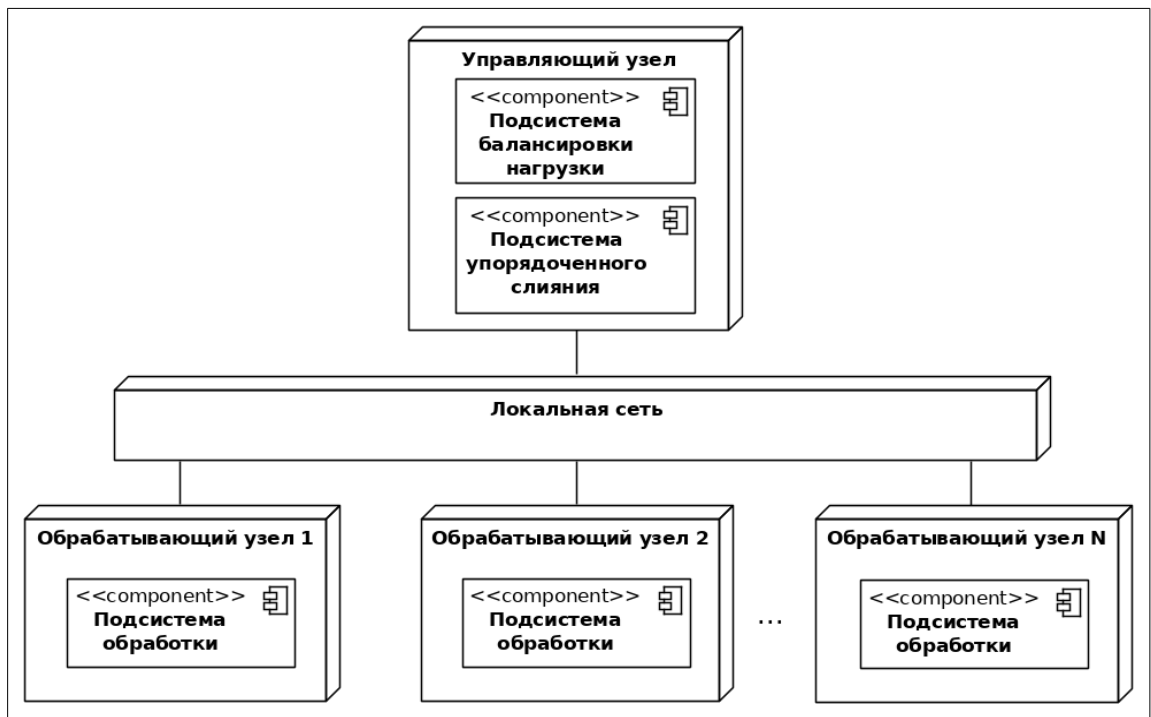 Управляющий узел
<<component>>
Подсистема
балансировки
нагрузки
<<component>>
Подсистема
упорядоченного
слияния
Локальная сеть
Обрабатывающий узел 1
<<component>>
Подсистема
обработки
Обрабатывающий узел 2
<<component>>
Подсистема
обработки
...
Обрабатывающий узел N
<<component>>
Подсистема
обработки